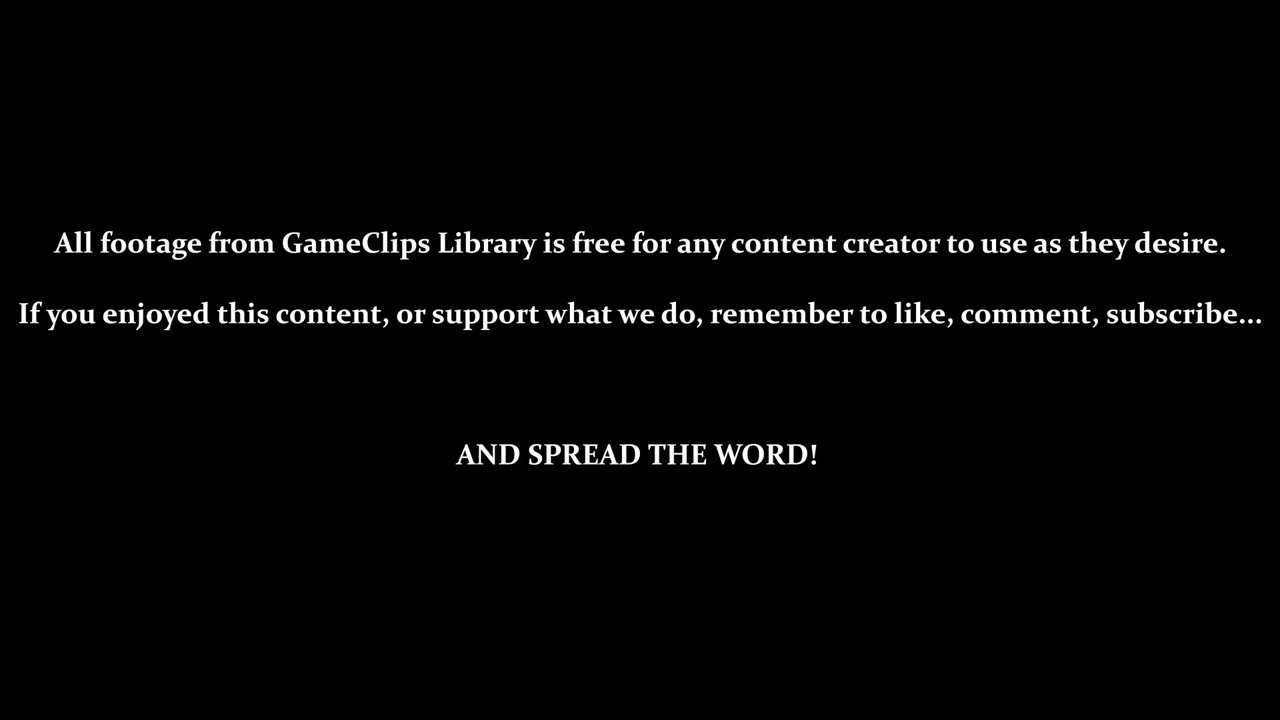 All footage from GameClips Library is free for any content creator to use as they desire.
If you enjoyed this content, or support what we do, remember to like, comment, subscribe...
AND SPREAD THE WORD!